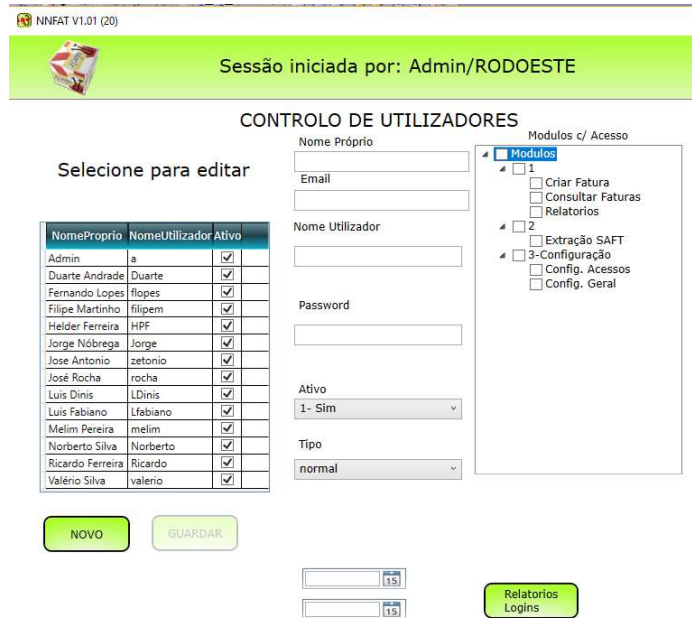 NNFAT V1.01 (20)
Sessão iniciada por: Admin/RODOESTE
CONTROLO DE UTILIZADORES
Selecione para editar
NomeProprio NomeUtilizador Ativo
Admin a
Duarte Andrade Duarte
Fernando Lopes flopes
Filipe Martinho filipem
Helder Ferreira HPF
Jorge Nóbrega Jorge
Jose Antonio zetonio
José Rocha rocha
Luis Dinis LDinis
Luis Fabiano Lfabiano
Melim Pereira melim
Norberto Silva Norberto
Ricardo Ferreira Ricardo
Valério Silva valerio
NOVO
GUARDAR
Nome Próprio
Email
Nome Utilizador
Password
Ativo
1- Sim
Tipo
normal
15
15
Modulos c/ Acesso
Modulos
1
Criar Fatura
Consultar Faturas
Relatorios
2
Extração SAFT
3-Configuração
Config. Acessos
Config. Geral
Relatorios
Logins